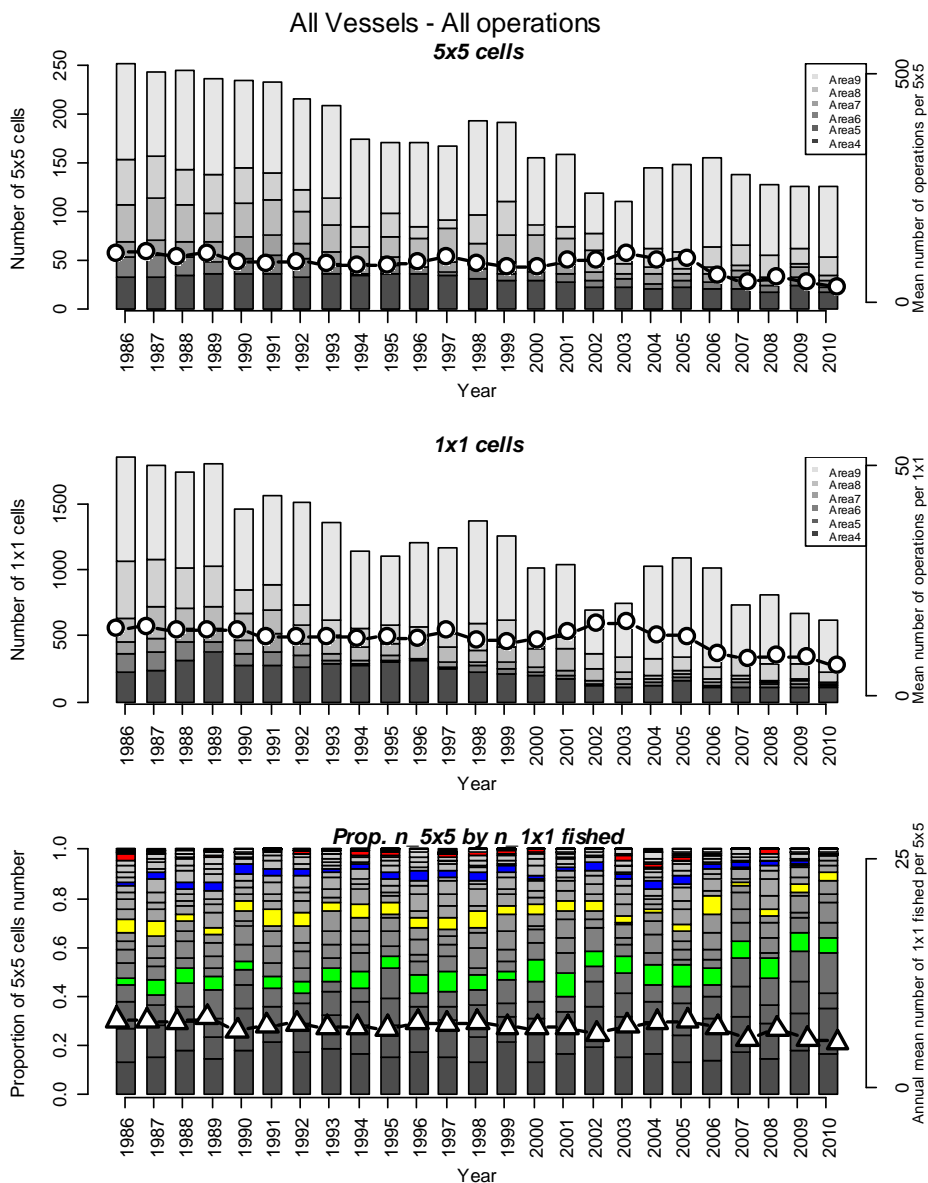 All Vessels - All operations
5x5 cells
Number of 5x5 cells
0 50 100 150 200 250
Area9
Area8
Area7
Area6
Area5
Area4
0 500
Mean number of operations per 5x5
1986 1987 1988 1989 1990 1991 1992 1993 1994 1995 1996 1997 1998 1999 2000 2001 2002 2003 2004 2005 2006 2007 2008 2009 2010
Year
1x1 cells
Number of 1x1 cells
0 500 1000 1500
Area9
Area8
Area7
Area6
Area5
Area4
0 50
Mean number of operations per 1x1
1986 1987 1988 1989 1990 1991 1992 1993 1994 1995 1996 1997 1998 1999 2000 2001 2002 2003 2004 2005 2006 2007 2008 2009 2010
Year
Prop. n_5x5 by n_1x1 fished
Proportion of 5x5 cells number
0.0 0.2 0.4 0.6 0.8 1.0
0 25
Annual mean number of 1x1 fished per 5x5
1986 1987 1988 1989 1990 1991 1992 1993 1994 1995 1996 1997 1998 1999 2000 2001 2002 2003 2004 2005 2006 2007 2008 2009 2010
Year